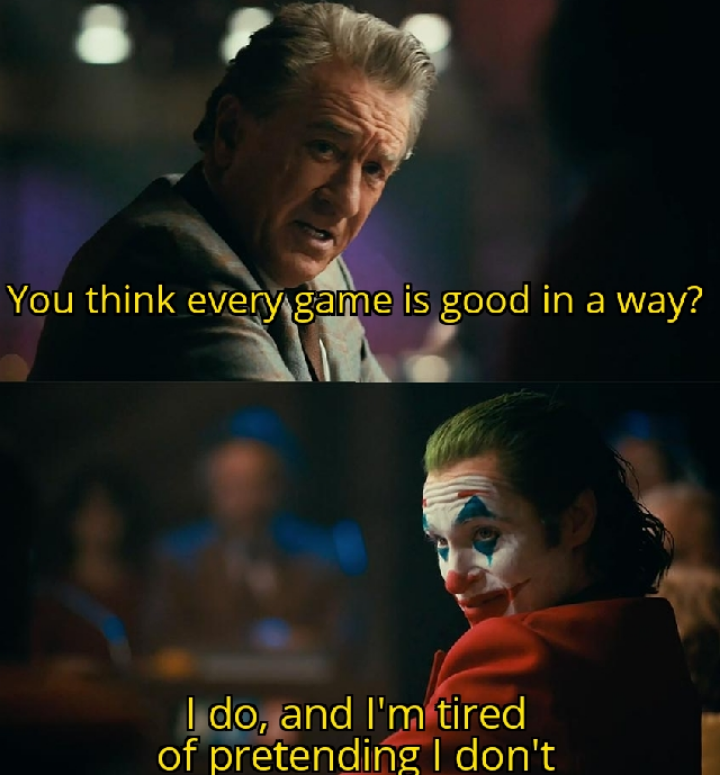 You think every game is good in a way?
I do, and I'm tired
of pretending I don't